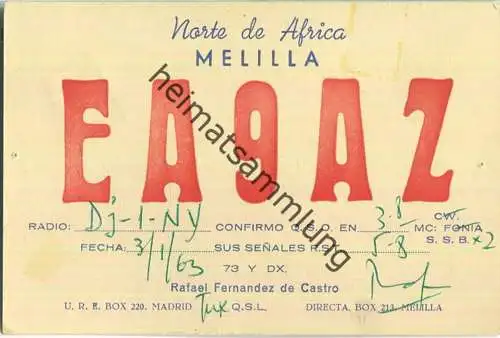 Norte de Africa
MELILLA
EA9AZ
RADIO: Dj-1-NY CONFIRMO Q.S.O. EN 3.8 MC: CW. FONIA S.S.B. x2
FECHA: 3/1/63 SUS SEÑALES R.S.T. 5-8
73 Y DX.
Rafael Fernandez de Castro
U. R. E. BOX 220. MADRID Tnx Q.S.L. DIRECTA, BOX 213. MELILLA
heimatsammlung.de